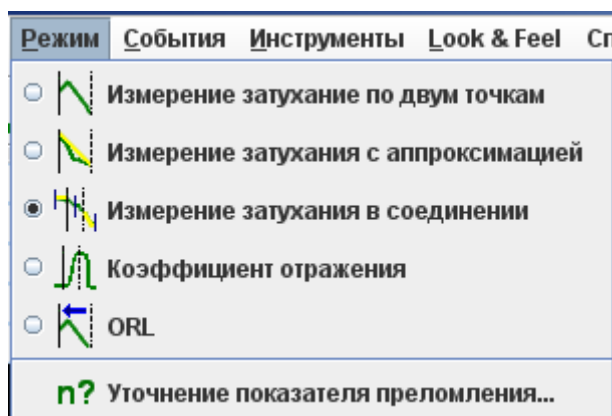 Режим События Инструменты Look & Feel Сп
Измерение затухание по двум точкам
Измерение затухания с аппроксимацией
Измерение затухания в соединении
Коэффициент отражения
ORL
n? Уточнение показателя преломления...